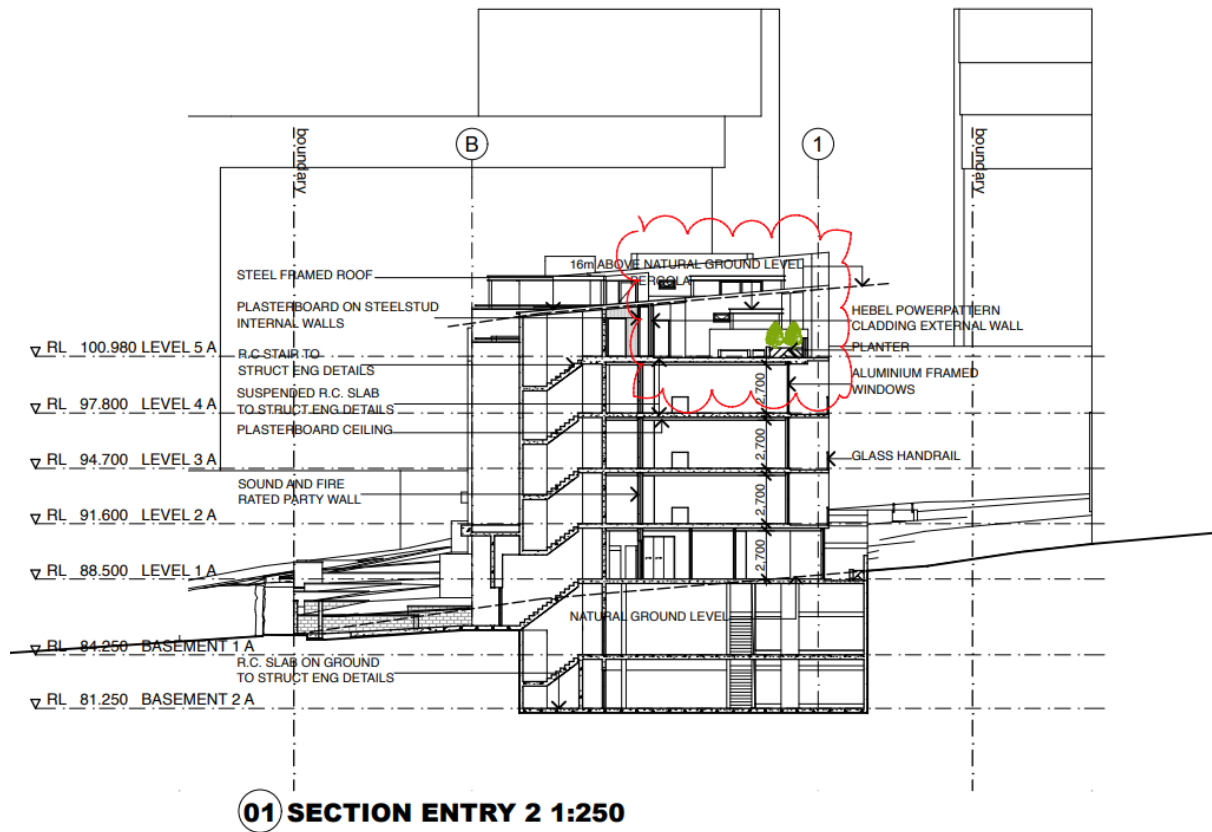 boundary
B
1
boundary
STEEL FRAMED ROOF
16m ABOVE NATURAL GROUND LEVEL
PERGOLA
PLASTERBOARD ON STEELSTUD
INTERNAL WALLS
HEBEL POWERPATTERN
CLADDING EXTERNAL WALL
RL 100.980 LEVEL 5 A
R.C STAIR TO
STRUCT ENG DETAILS
PLANTER
ALUMINIUM FRAMED
WINDOWS
2,700
SUSPENDED R.C. SLAB
TO STRUCT ENG DETAILS
RL 97.800 LEVEL 4 A
PLASTERBOARD CEILING
2,700
RL 94.700 LEVEL 3 A
GLASS HANDRAIL
SOUND AND FIRE
RATED PARTY WALL
2,700
RL 91.600 LEVEL 2 A
2,700
RL 88.500 LEVEL 1 A
NATURAL GROUND LEVEL
RL 84.250 BASEMENT 1 A
R.C. SLAB ON GROUND
TO STRUCT ENG DETAILS
RL 81.250 BASEMENT 2 A
01 SECTION ENTRY 2 1:250